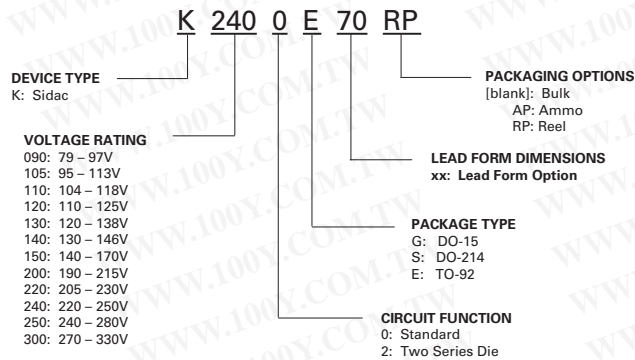 K 240 0 E 70 RP
DEVICE TYPE
K: Sidac
VOLTAGE RATING
090: 79 – 97V
105: 95 – 113V
110: 104 – 118V
120: 110 – 125V
130: 120 – 138V
140: 130 – 146V
150: 140 – 170V
200: 190 – 215V
220: 205 – 230V
240: 220 – 250V
250: 240 – 280V
300: 270 – 330V
PACKAGING OPTIONS
[blank]: Bulk
AP: Ammo
RP: Reel
LEAD FORM DIMENSIONS
xx: Lead Form Option
PACKAGE TYPE
G: DO-15
S: DO-214
E: TO-92
CIRCUIT FUNCTION
0: Standard
2: Two Series Die
WWW.100Y.COM.TW